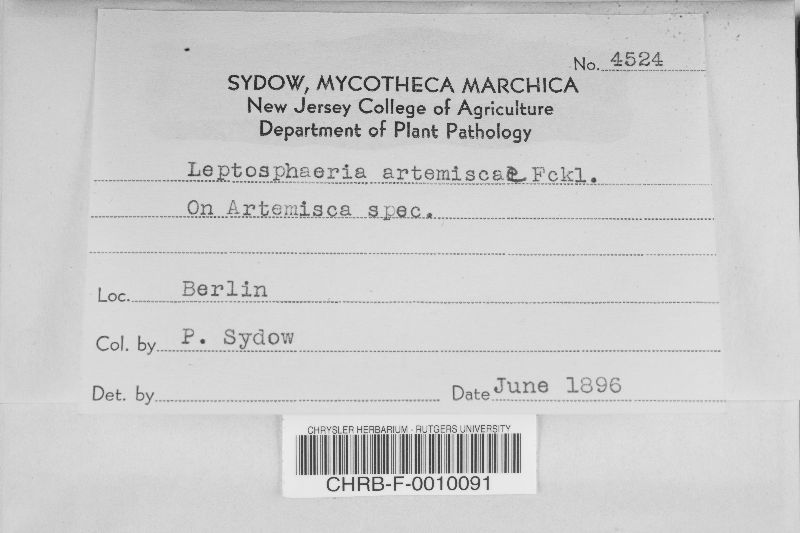 No. 4524
SYDOW, MYCOTHECA MARCHICA
New Jersey College of Agriculture
Department of Plant Pathology
Leptosphaeria artemiscae Fckl.
On Artemisca spec.
Loc. Berlin
Col. by P. Sydow
Det. by
Date June 1896
CHRYSLER HERBARIUM - RUTGERS UNIVERSITY
CHRB-F-0010091